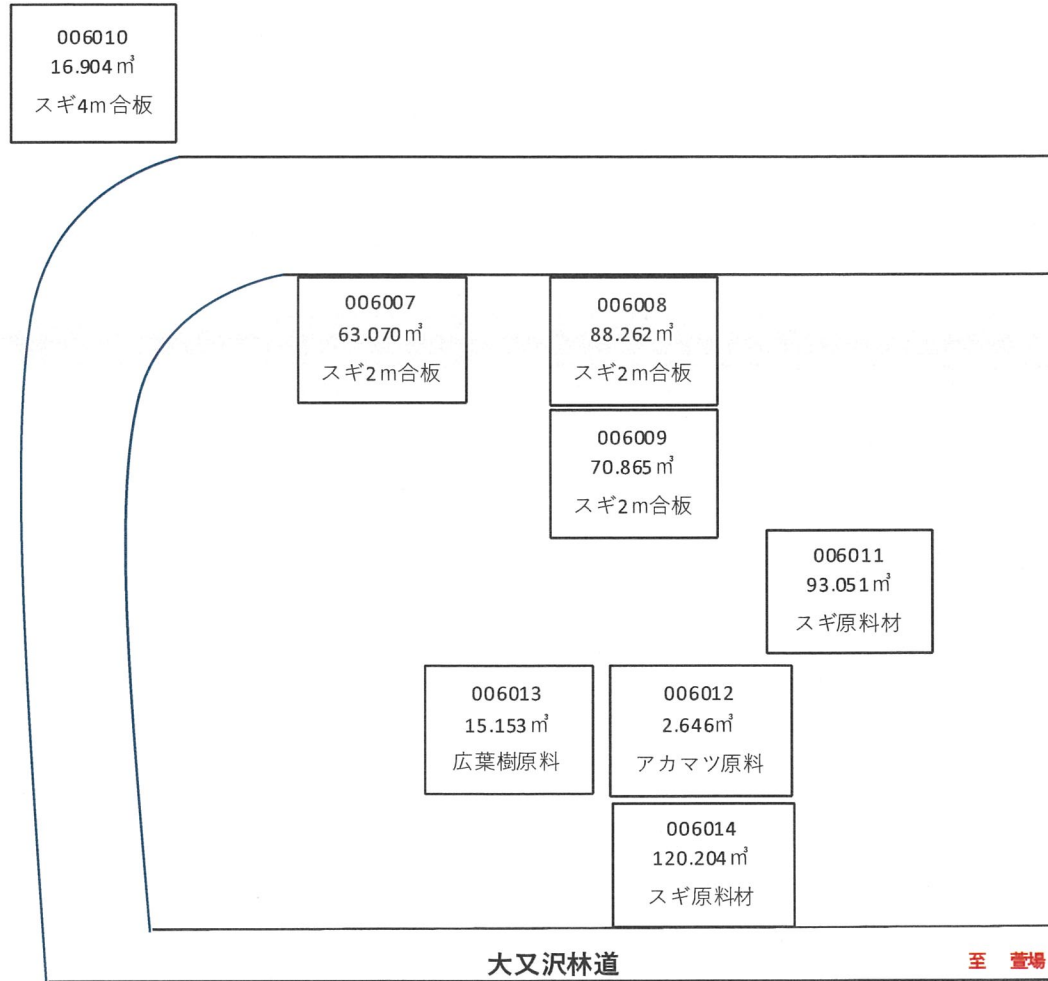 006010
16.904㎥
スギ4m合板
006007
63.070㎥
スギ2m合板
006008
88.262㎥
スギ2m合板
006009
70.865㎥
スギ2m合板
006011
93.051㎥
スギ原料材
006013
15.153㎥
広葉樹原料
006012
2.646㎥
アカマツ原料
006014
120.204㎥
スギ原料材
大又沢林道
至 萱場